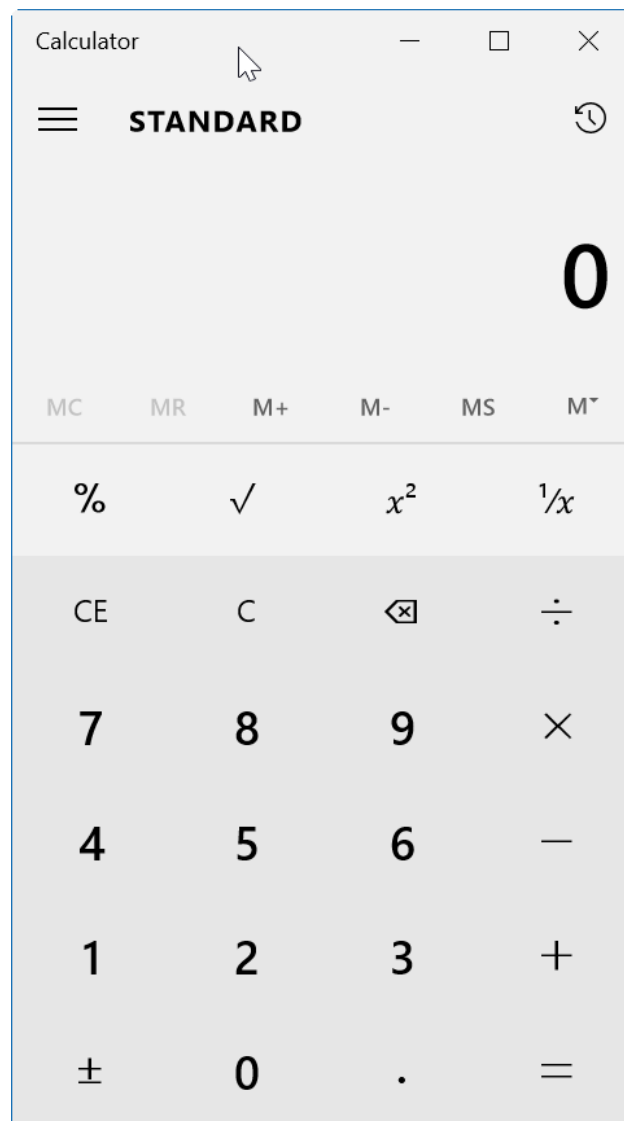 Calculator
STANDARD
0
MC MR M+ M- MS M
% √ x² ¹/x
CE C ÷
7 8 9 ×
4 5 6 −
1 2 3 +
± 0 . =